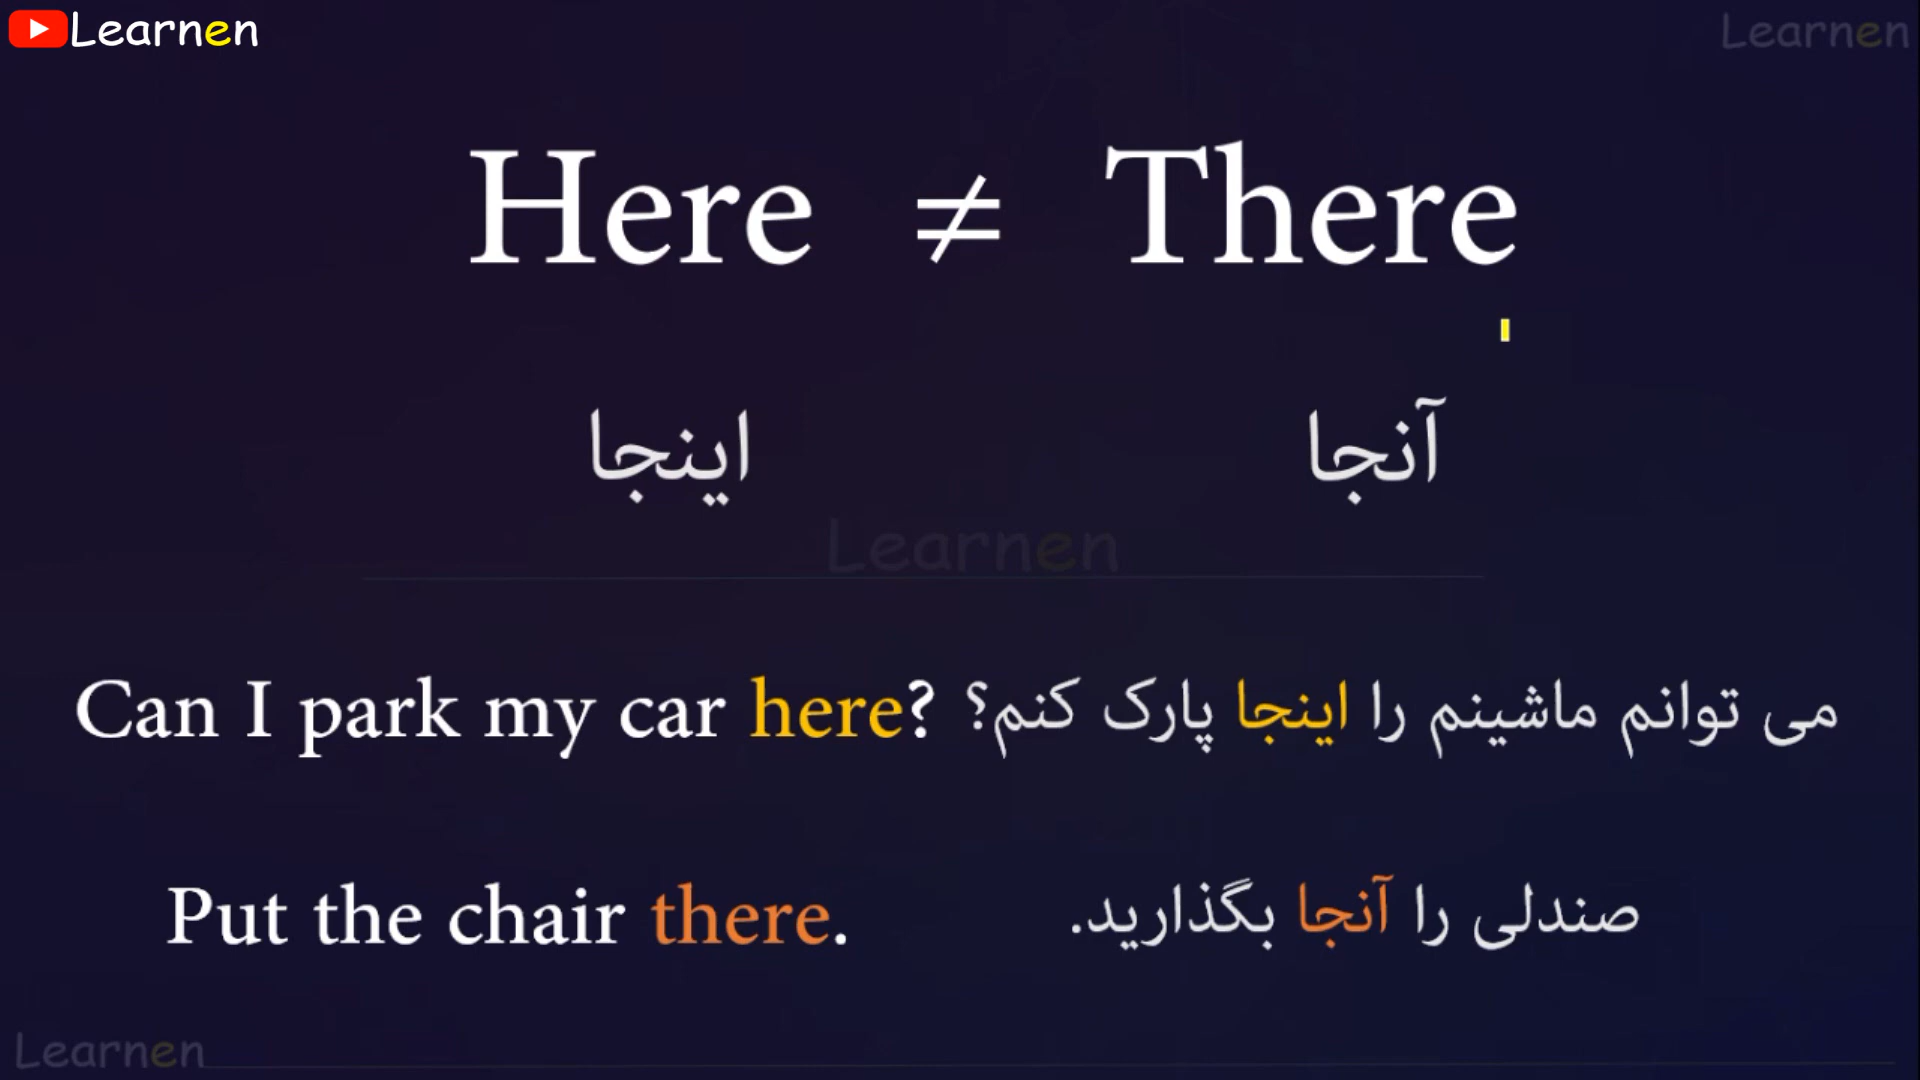 Learnen
Learnen
Here ≠ There
اینجا
آنجا
Learnen
Can I park my car here?
می توانم ماشینم را اینجا پارک کنم؟
Put the chair there.
صندلی را آنجا بگذارید.
Learnen